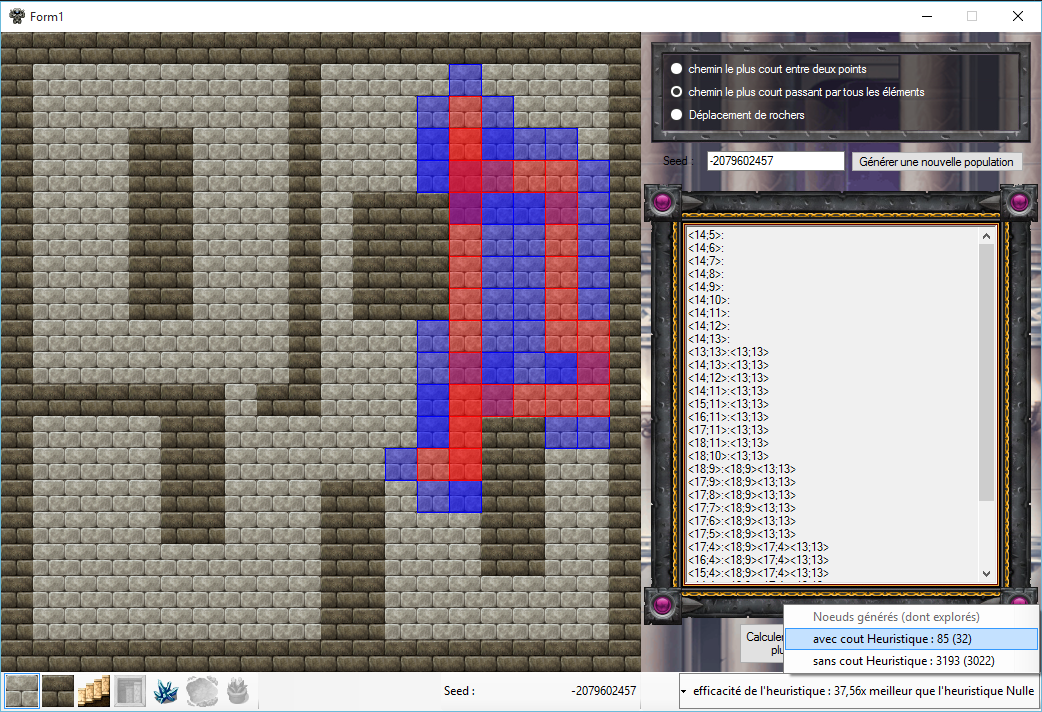 Form1
chemin le plus court entre deux points
chemin le plus court passant par tous les éléments
Déplacement de rochers
Seed :
-2079602457
Générer une nouvelle population
<14;5>:
<14;6>:
<14;7>:
<14;8>:
<14;9>:
<14;10>:
<14;11>:
<14;12>:
<14;13>:
<13;13>:<13;13>
<14;13>:<13;13>
<14;12>:<13;13>
<14;11>:<13;13>
<15;11>:<13;13>
<16;11>:<13;13>
<17;11>:<13;13>
<18;11>:<13;13>
<18;10>:<13;13>
<18;9>:<18;9><13;13>
<17;9>:<18;9><13;13>
<17;8>:<18;9><13;13>
<17;7>:<18;9><13;13>
<17;6>:<18;9><13;13>
<17;5>:<18;9><13;13>
<17;4>:<18;9><17;4><13;13>
<16;4>:<18;9><17;4><13;13>
<15;4>:<18;9><17;4><13;13>
Calculer
Noeuds générés (dont explorés)
avec cout Heuristique : 85 (32)
sans cout Heuristique : 3193 (3022)
Seed :
-2079602457
efficacité de l'heuristique : 37,56x meilleur que l'heuristique Nulle